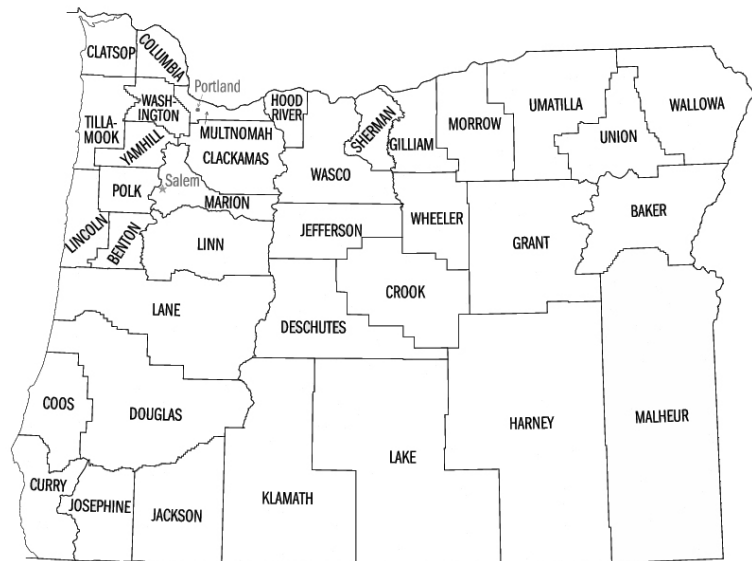 CLATSOP
COLUMBIA
Portland
TILLA-
MOOK
WASH-
INGTON
YAMHILL
MULTNOMAH
CLACKAMAS
HOOD
RIVER
SHERMAN
GILLIAM
MORROW
UMATILLA
UNION
WALLOWA
POLK
Salem
MARION
WASCO
LINCOLN
BENTON
LINN
JEFFERSON
WHEELER
GRANT
BAKER
LANE
CROOK
DESCHUTES
COOS
DOUGLAS
HARNEY
MALHEUR
LAKE
CURRY
JOSEPHINE
JACKSON
KLAMATH